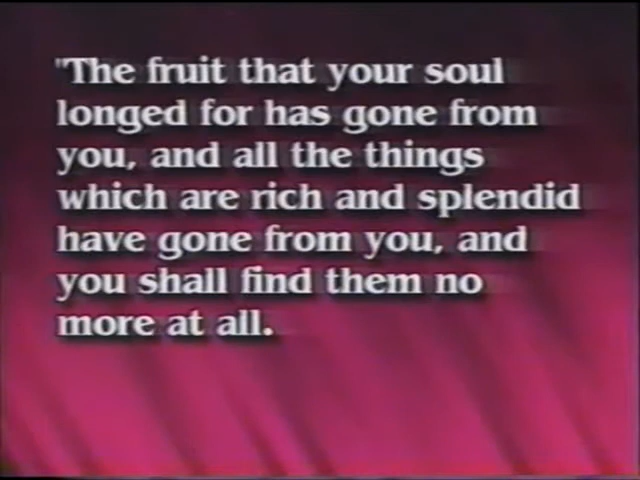 "The fruit that your soul
longed for has gone from
you, and all the things
which are rich and splendid
have gone from you, and
you shall find them no
more at all.